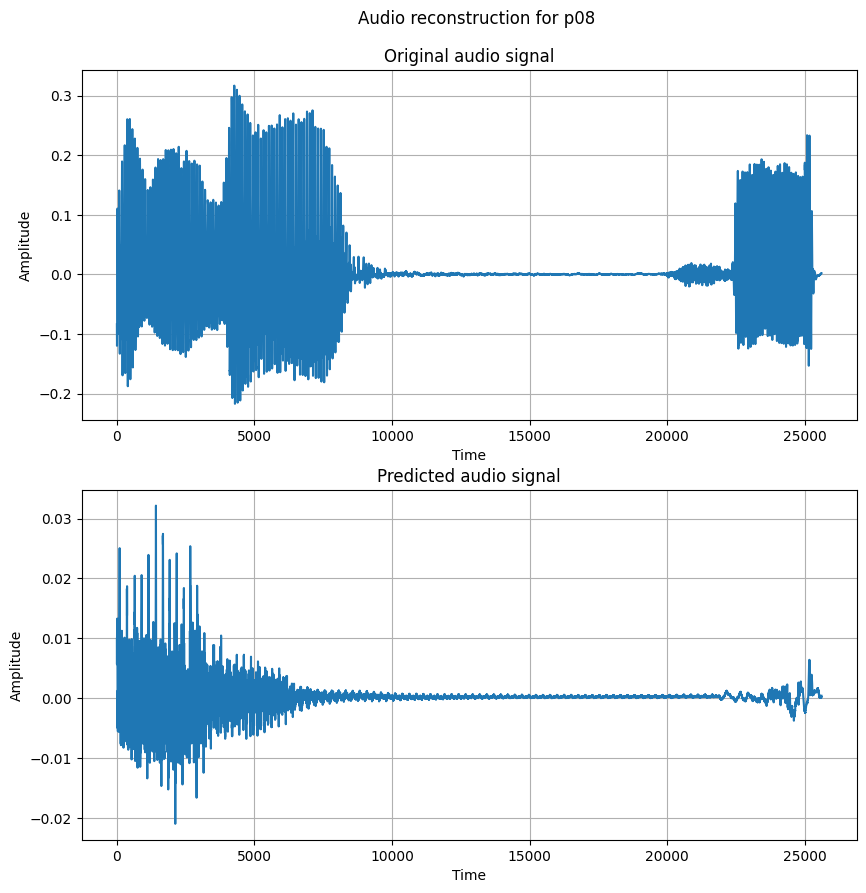 Audio reconstruction for p08
Original audio signal
0.3
0.2
0.1
0.0
−0.1
−0.2
Amplitude
0 5000 10000 15000 20000 25000
Time
Predicted audio signal
0.03
0.02
0.01
0.00
−0.01
−0.02
Amplitude
0 5000 10000 15000 20000 25000
Time